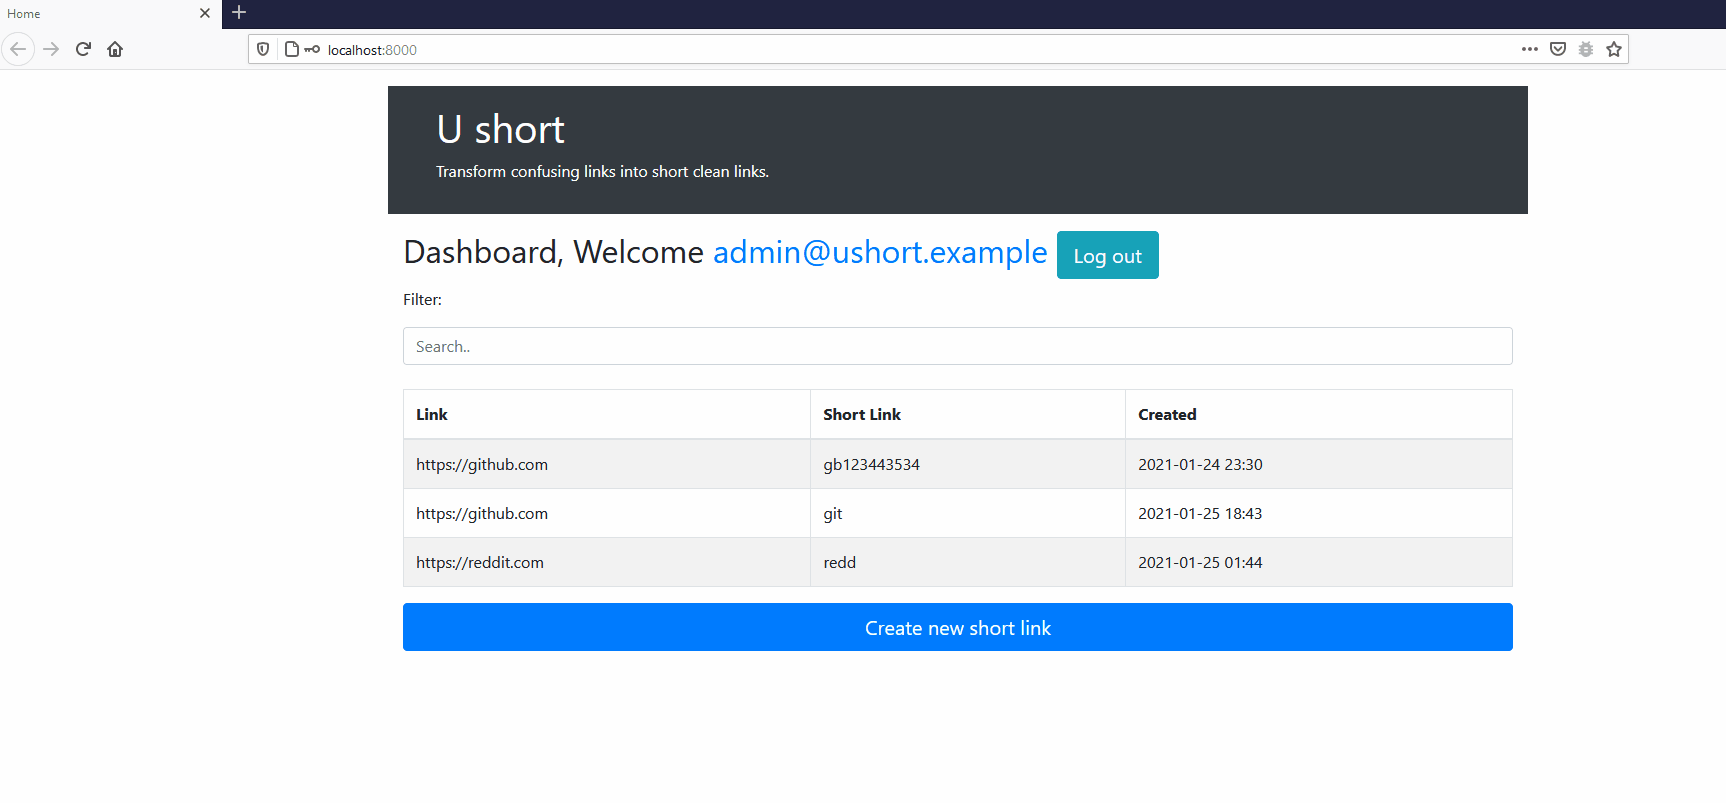 Home
localhost:8000
U short
Transform confusing links into short clean links.
Dashboard, Welcome admin@ushort.example Log out
Filter:
Search..
Link Short Link Created
https://github.com gb123443534 2021-01-24 23:30
https://github.com git 2021-01-25 18:43
https://reddit.com redd 2021-01-25 01:44
Create new short link